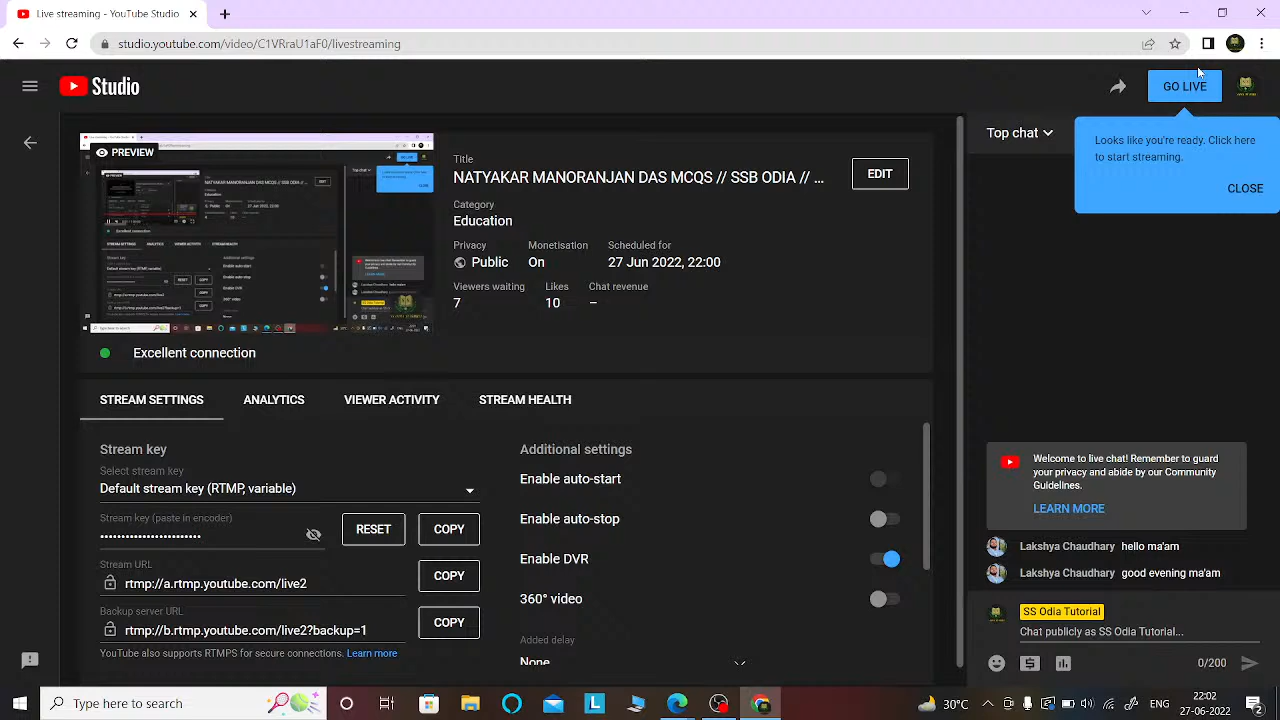 Live streaming - YouTube Studio
studio.youtube.com/video/C1VRraU1aF0/livestreaming
Studio
GO LIVE
Looks like you're ready. Click here
to start streaming.
CLOSE
PREVIEW
Title
NATYAKAR MANORANJAN DAS MCQS // SSB ODIA // ...
EDIT
Category
Education
Privacy
Monetisation
Scheduled for
Public
On
27 Jun 2022, 22:00
Viewers waiting
Likes
Chat revenue
7
10
–
Excellent connection
STREAM SETTINGS
ANALYTICS
VIEWER ACTIVITY
STREAM HEALTH
Stream key
Select stream key
Default stream key (RTMP, variable)
Stream key (paste in encoder)
••••••••••••••••••••••••
RESET
COPY
Stream URL
rtmp://a.rtmp.youtube.com/live2
COPY
Backup server URL
rtmp://b.rtmp.youtube.com/live2?backup=1
COPY
YouTube also supports RTMPS for secure connections. Learn more
Additional settings
Enable auto-start
Enable auto-stop
Enable DVR
360° video
Added delay
None
Top chat
Welcome to live chat! Remember to guard
your privacy and abide by our Community
Guidelines.
LEARN MORE
Lakshya Chaudhary hello ma'am
Lakshya Chaudhary good evening ma'am
SS Odia Tutorial
Chat publicly as SS Odia Tutorial...
0/200
Type here to search
30°C
ENG
22:02
27-06-2022